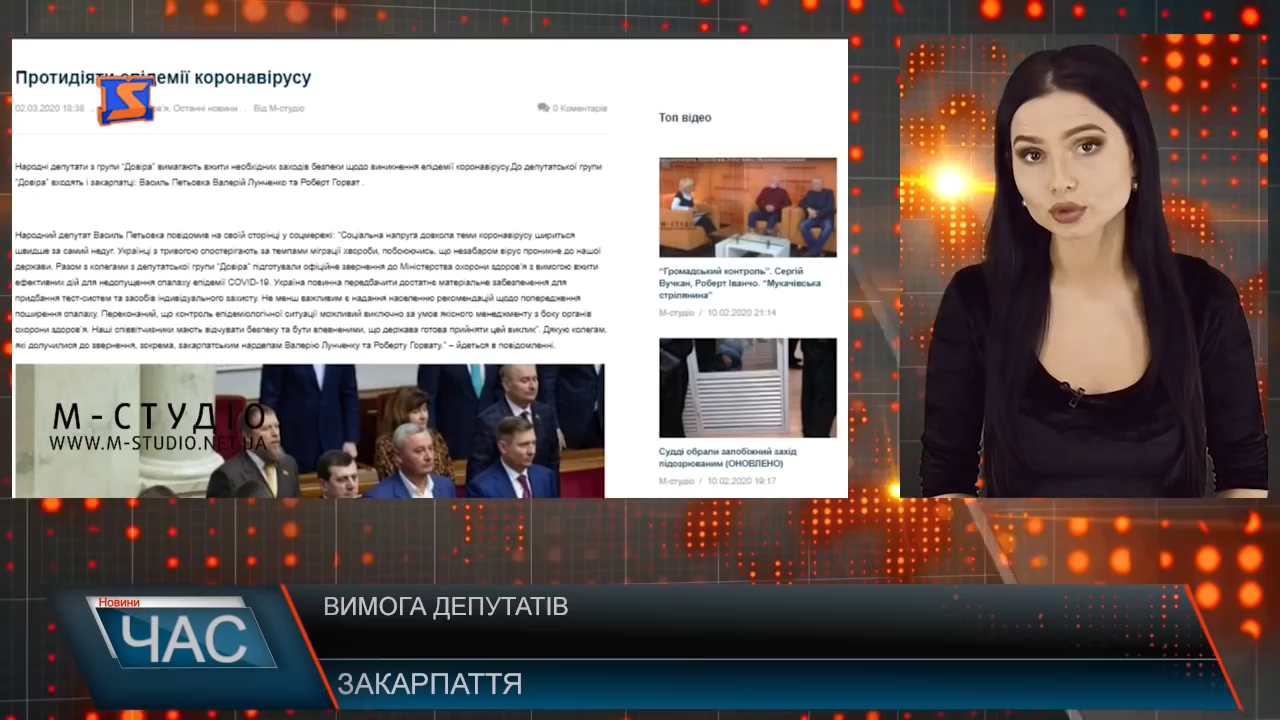 Протидіяти епідемії коронавірусу
02.03.2020 18:38 . Останні новини . Від М-студіо
0 Коментарів
Народні депутати з групи “Довіра” вимагають вжити необхідних заходів безпеки щодо виникнення епідемії коронавірусу.До депутатської групи
“Довіра” входять і закарпатці: Василь Петьовка Валерій Лунченко та Роберт Горват .
Народний депутат Василь Петьовка повідомив на своїй сторінці у соцмережі: “Соціальна напруга довкола теми коронавірусу шириться
швидше за самий недуг. Українці з тривогою спостерігають за темпами міграції хвороби, побоюючись, що незабаром вірус проникне до нашої
держави. Разом з колегами з депутатської групи “Довіра” підготували офіційне звернення до Міністерства охорони здоров’я з вимогою вжити
ефективних дій для недопущення спалаху епідемії COVID-19. Україна повинна передбачити достатнє матеріальне забезпечення для
придбання тест-систем та засобів індивідуального захисту. Не менш важливим є надання населенню рекомендацій щодо попередження
поширення спалаху. Переконаний, що контроль епідеміологічної ситуації можливий виключно за умов якісного менеджменту з боку органів
охорони здоров’я. Наші співвітчизники мають відчувати безпеку та бути впевненими, що держава готова прийняти цей виклик”. Дякую колегам,
які долучилися до звернення, зокрема, закарпатським нардепам Валерію Лунченку та Роберту Горвату.” – йдеться в повідомленні.
М-СТУДІО
WWW.M-STUDIO.NET.UA
Топ відео
М-СТУДІО
“Громадський контроль”. Сергій
Вучкан, Роберт Іванчо. “Мукачівська
стрілянина”
М-студіо / 10.02.2020 21:14
Судді обрали запобіжний захід
підозрюваним (ОНОВЛЕНО)
М-студіо / 10.02.2020 19:17
Новини
ЧАС
ВИМОГА ДЕПУТАТІВ
ЗАКАРПАТТЯ